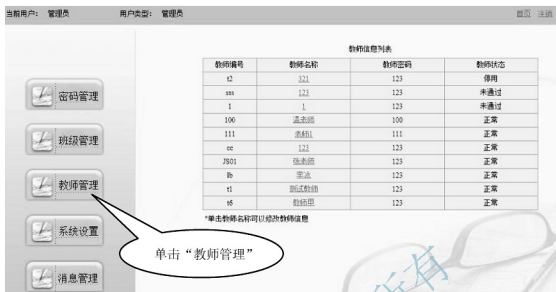 当前用户: 管理员 用户类型: 管理员 首页 注销
教师信息列表
教师编号 教师名称 教师密码 教师状态
t2 321 123 停用
sss 123 123 未通过
1 1 123 未通过
100 温老师 100 正常
111 老师1 111 正常
ee 123 123 正常
JS01 张老师 123 正常
lb 李冰 123 正常
t1 测试教师 123 正常
t6 教师甲 123 正常
*单击教师名称可以修改教师信息
密码管理
班级管理
教师管理
系统设置
消息管理
单击“教师管理”
所有